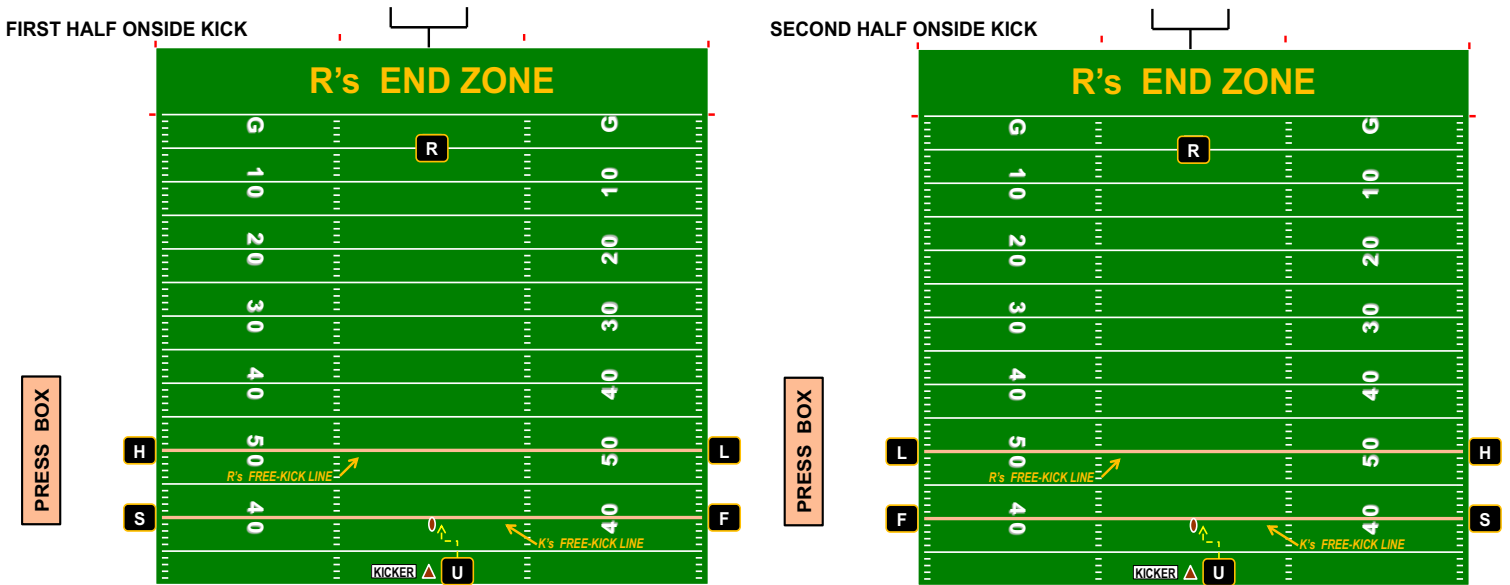 FIRST HALF ONSIDE KICK
R's END ZONE
G G
R
10 10
20 20
30 30
40 40
PRESS BOX
H 50 50 L
R's FREE-KICK LINE
S 40 40 F
K's FREE-KICK LINE
KICKER U
SECOND HALF ONSIDE KICK
R's END ZONE
G G
R
10 10
20 20
30 30
40 40
PRESS BOX
L 50 50 H
R's FREE-KICK LINE
F 40 40 S
K's FREE-KICK LINE
KICKER U